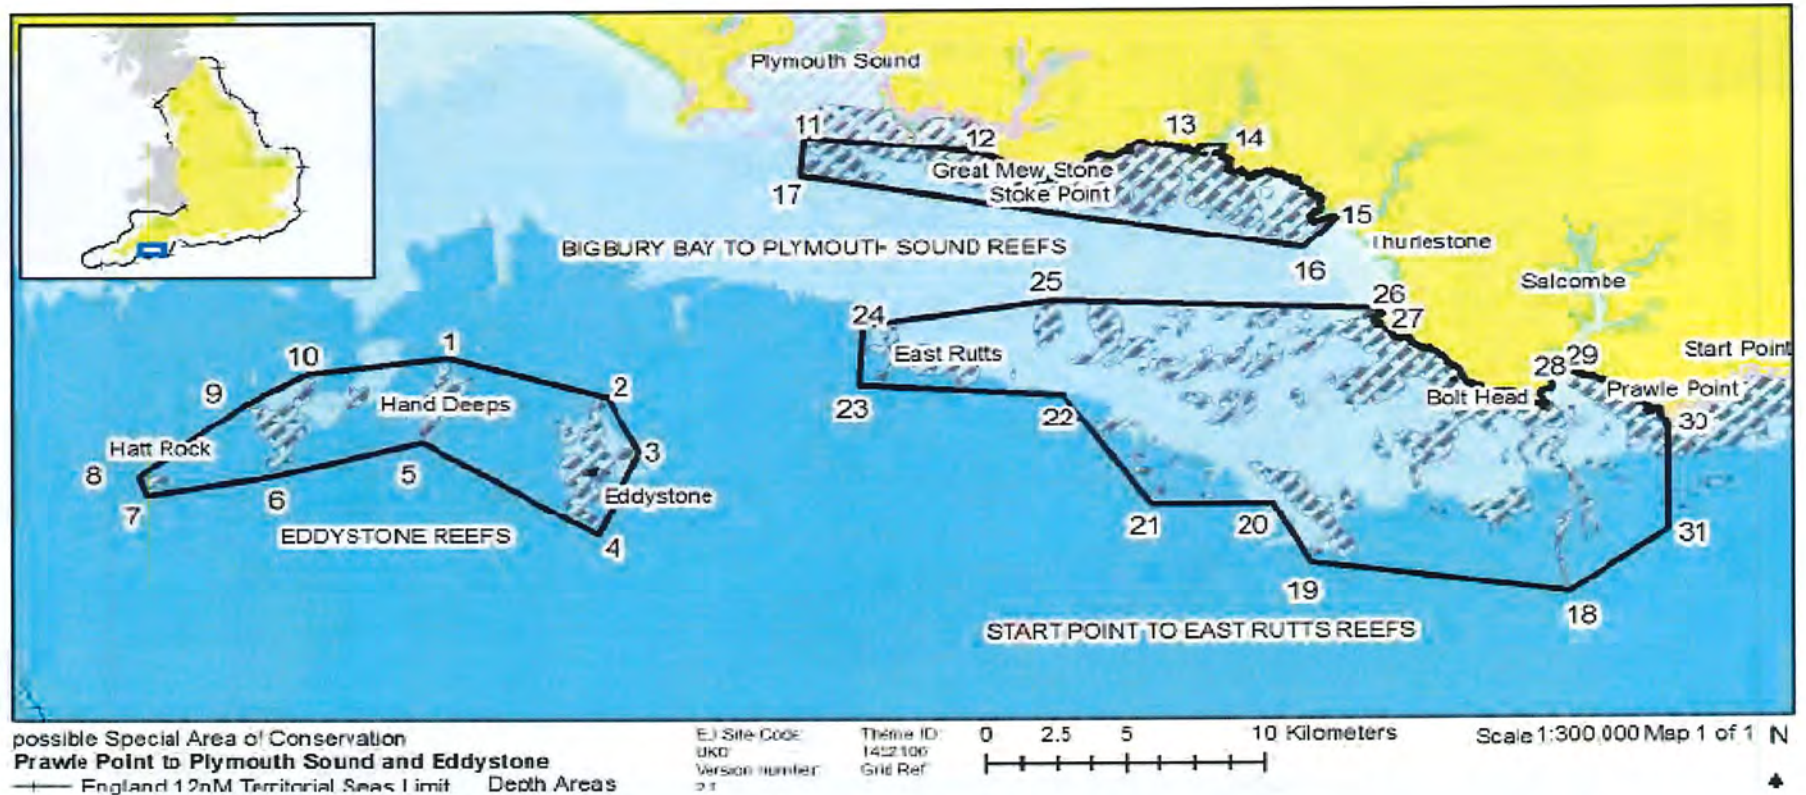 Plymouth Sound
11
12
13
14
Great Mew Stone
Stoke Point
17
15
Thurlestone
16
BIGBURY BAY TO PLYMOUTH SOUND REEFS
Salcombe
25
26
24
27
East Rutts
1
10
28
29
Start Point
9
2
Hand Deeps
Bolt Head
Prawle Point
23
22
30
Hatt Rock
3
8
5
6
Eddystone
7
EDDYSTONE REEFS
4
21
20
31
19
18
START POINT TO EAST RUTTS REEFS
possible Special Area of Conservation
Prawle Point to Plymouth Sound and Eddystone
England 12nM Territorial Seas Limit Depth Areas
EU Site Code:
UK0
Version number:
2.1
Theme ID:
Grid Ref:
0 2.5 5 10 Kilometers
Scale 1:300,000 Map 1 of 1 N